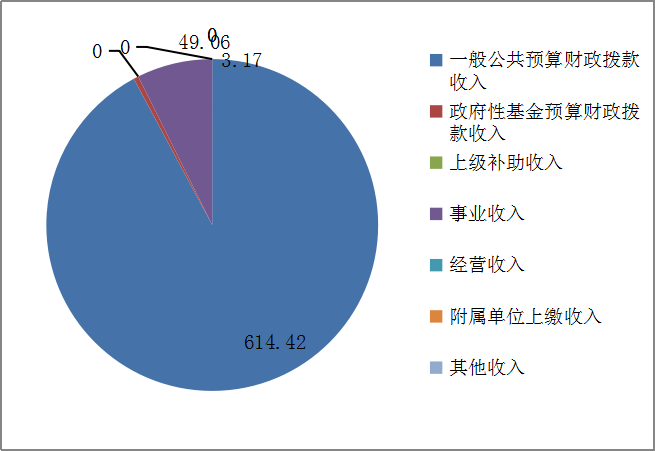 0
49.06
0
0
3.17
614.42
一般公共预算财政拨款
收入
政府性基金预算财政拨
款收入
上级补助收入
事业收入
经营收入
附属单位上缴收入
其他收入